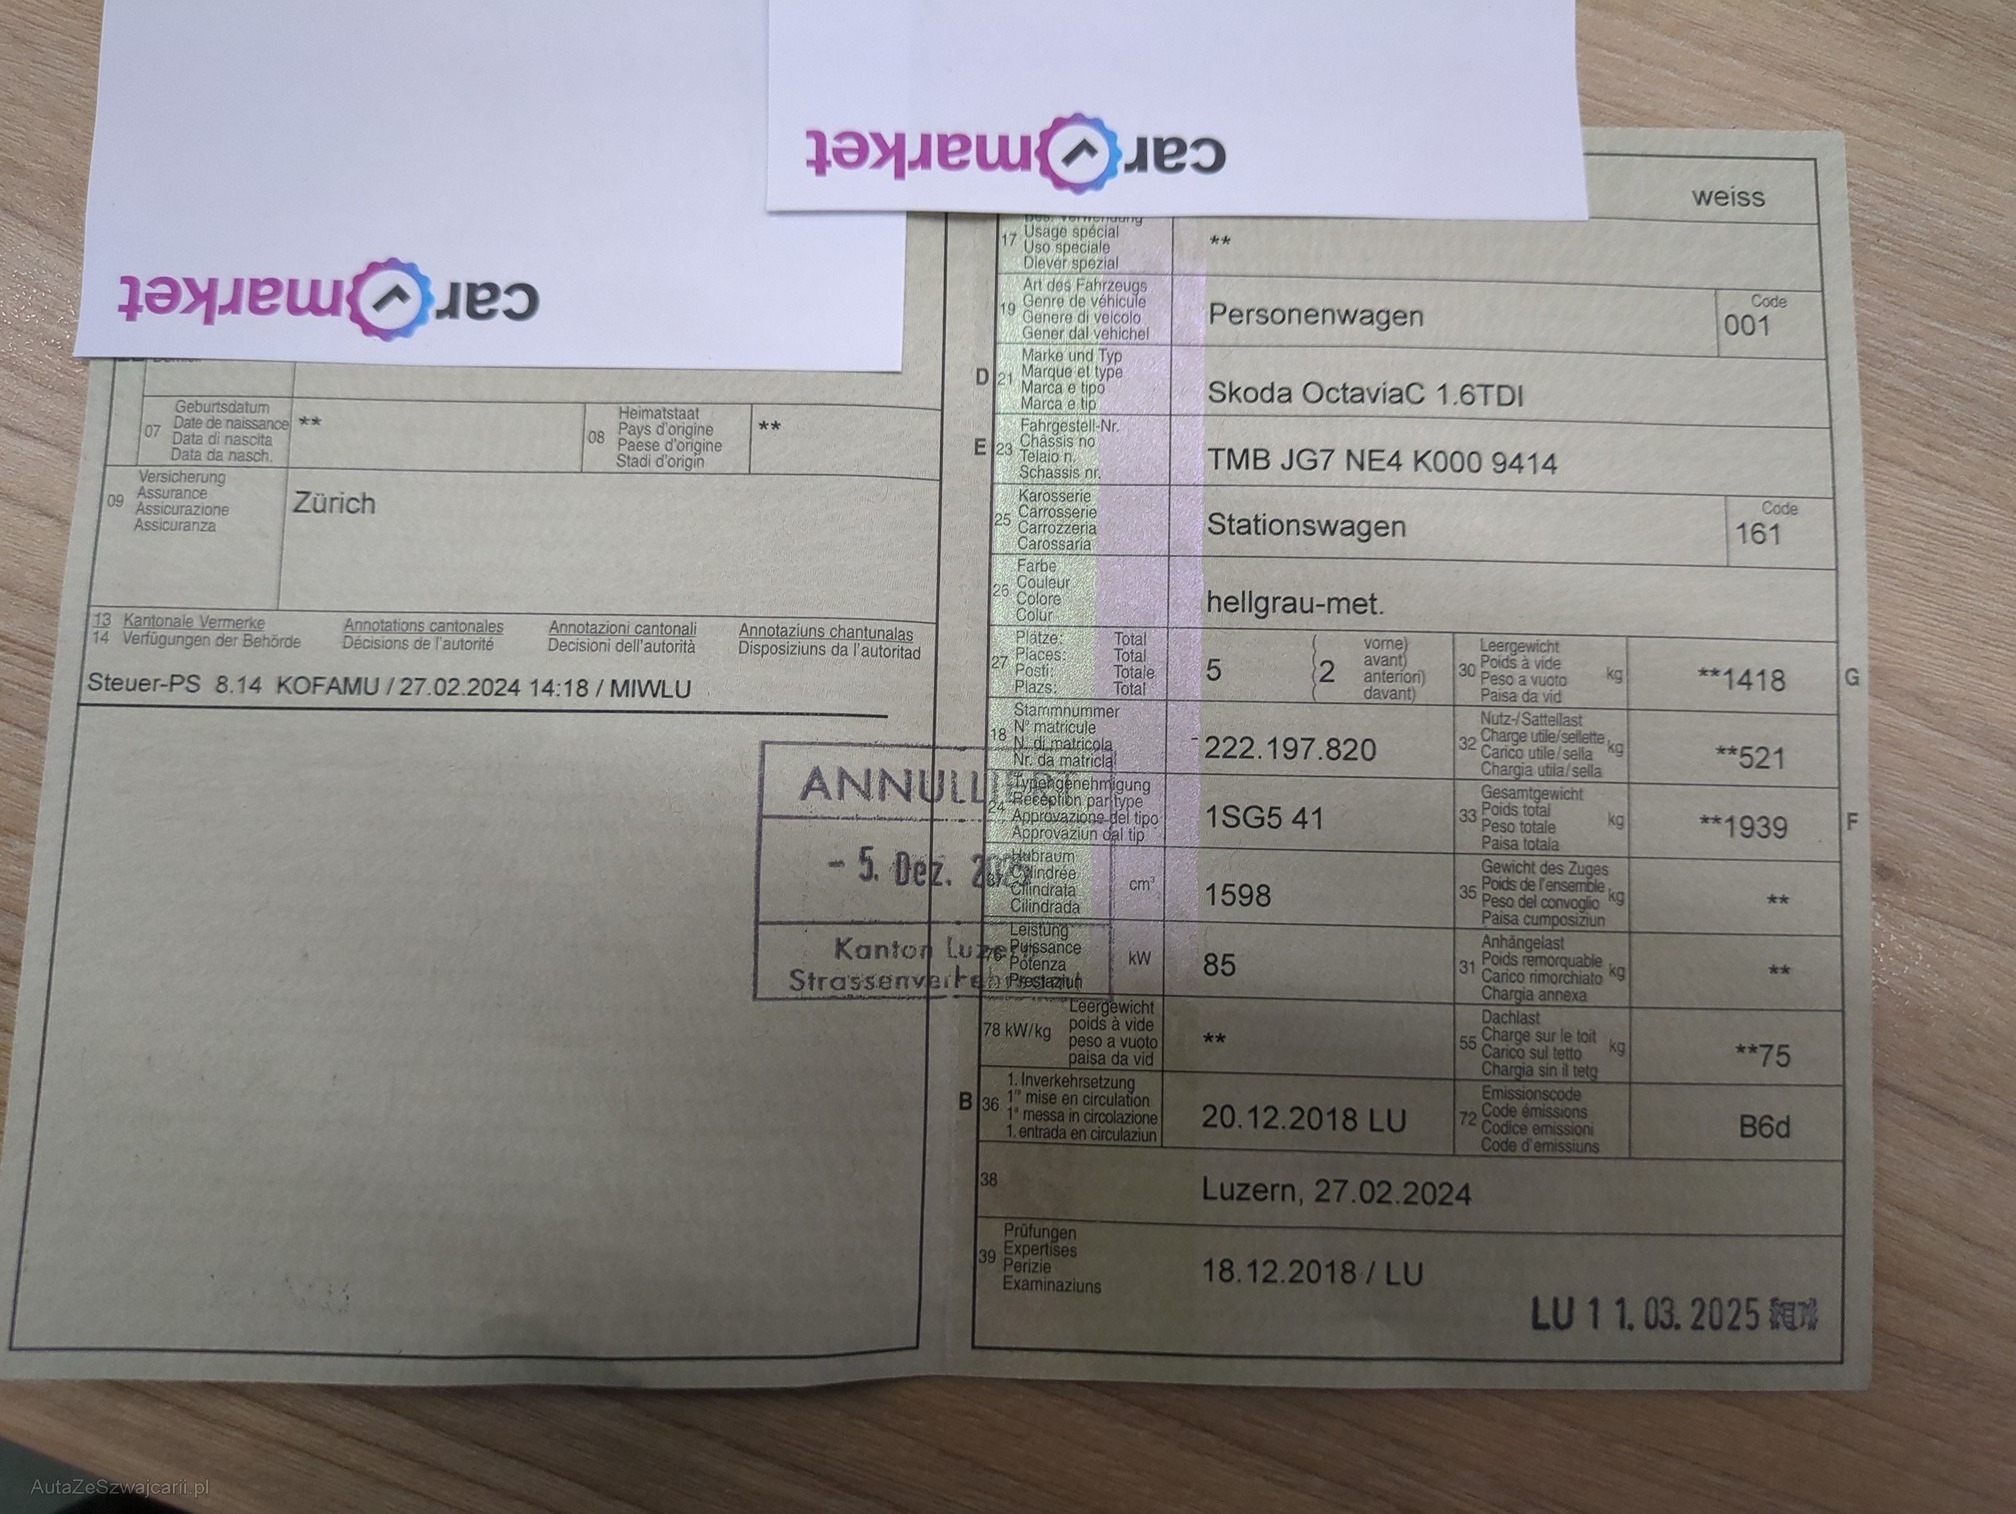 car market
car market
weiss
07 Geburtsdatum
Date de naissance
Data di nascita
Data da nasch.
**
08 Heimatstaat
Pays d'origine
Paese d'origine
Stadi d'origin
**
09 Versicherung
Assurance
Assicurazione
Assicuranza
Zürich
13 Kantonale Vermerke Annotations cantonales Annotazioni cantonali Annotaziuns chantunalas
14 Verfügungen der Behörde Décisions de l'autorité Decisioni dell'autorità Disposiziuns da l'autoritad
Steuer-PS 8.14 KOFAMU / 27.02.2024 14:18 / MIWLU
ANNULLIERT
- 5. Dez.
Kanton Luzern
17 Usage spécial
Uso speciale
Diever spezial
**
19 Art des Fahrzeugs
Genre de véhicule
Genere di veicolo
Gener dal vehichel
Personenwagen
Code
001
D 21 Marke und Typ
Marque et type
Marca e tipo
Marca e tip
Skoda OctaviaC 1.6TDI
E 23 Fahrgestell-Nr.
Châssis no
Telaio n.
Schassis nr.
TMB JG7 NE4 K000 9414
25 Karosserie
Carrosserie
Carrozzeria
Carossaria
Stationswagen
Code
161
26 Farbe
Couleur
Colore
Colur
hellgrau-met.
27 Plätze: Total
Places: Total
Posti: Totale
Plazs: Total
5 ( 2 vorne)
( avant)
( anteriori)
( davant)
30 Leergewicht
Poids à vide
Peso a vuoto
Paisa da vid
kg
**1418
G
18 Stammnummer
N° matricule
N. di matricola
Nr. da matricla
222.197.820
32 Nutz-/Sattellast
Charge utile/sellette
Carico utile/sella
Chargia utila/sella
kg
**521
24 Typengenehmigung
Réception par type
Approvazione del tipo
Approvaziun dal tip
1SG5 41
33 Gesamtgewicht
Poids total
Peso totale
Paisa totala
kg
**1939
F
37 Hubraum
Cylindrée
Cilindrata
Cilindrada
cm³
1598
35 Gewicht des Zuges
Poids de l'ensemble
Peso del convoglio
Paisa cumposiziun
kg
**
76 Leistung
Puissance
Potenza
Prestaziun
kW
85
31 Anhängelast
Poids remorquable
Carico rimorchiato
Chargia annexa
kg
**
78 kW/kg Leergewicht
poids à vide
peso a vuoto
paisa da vid
**
55 Dachlast
Charge sur le toit
Carico sul tetto
Chargia sin il tetg
kg
**75
B 36 1. Inverkehrsetzung
1re mise en circulation
1a messa in circolazione
1. entrada en circulaziun
20.12.2018 LU
72 Emissionscode
Code émissions
Codice emissioni
Code d'emissiuns
B6d
38
Luzern, 27.02.2024
39 Prüfungen
Expertises
Perizie
Examinaziuns
18.12.2018 / LU
LU 1 1. 03. 2025
AutaZeSzwajcarii.pl